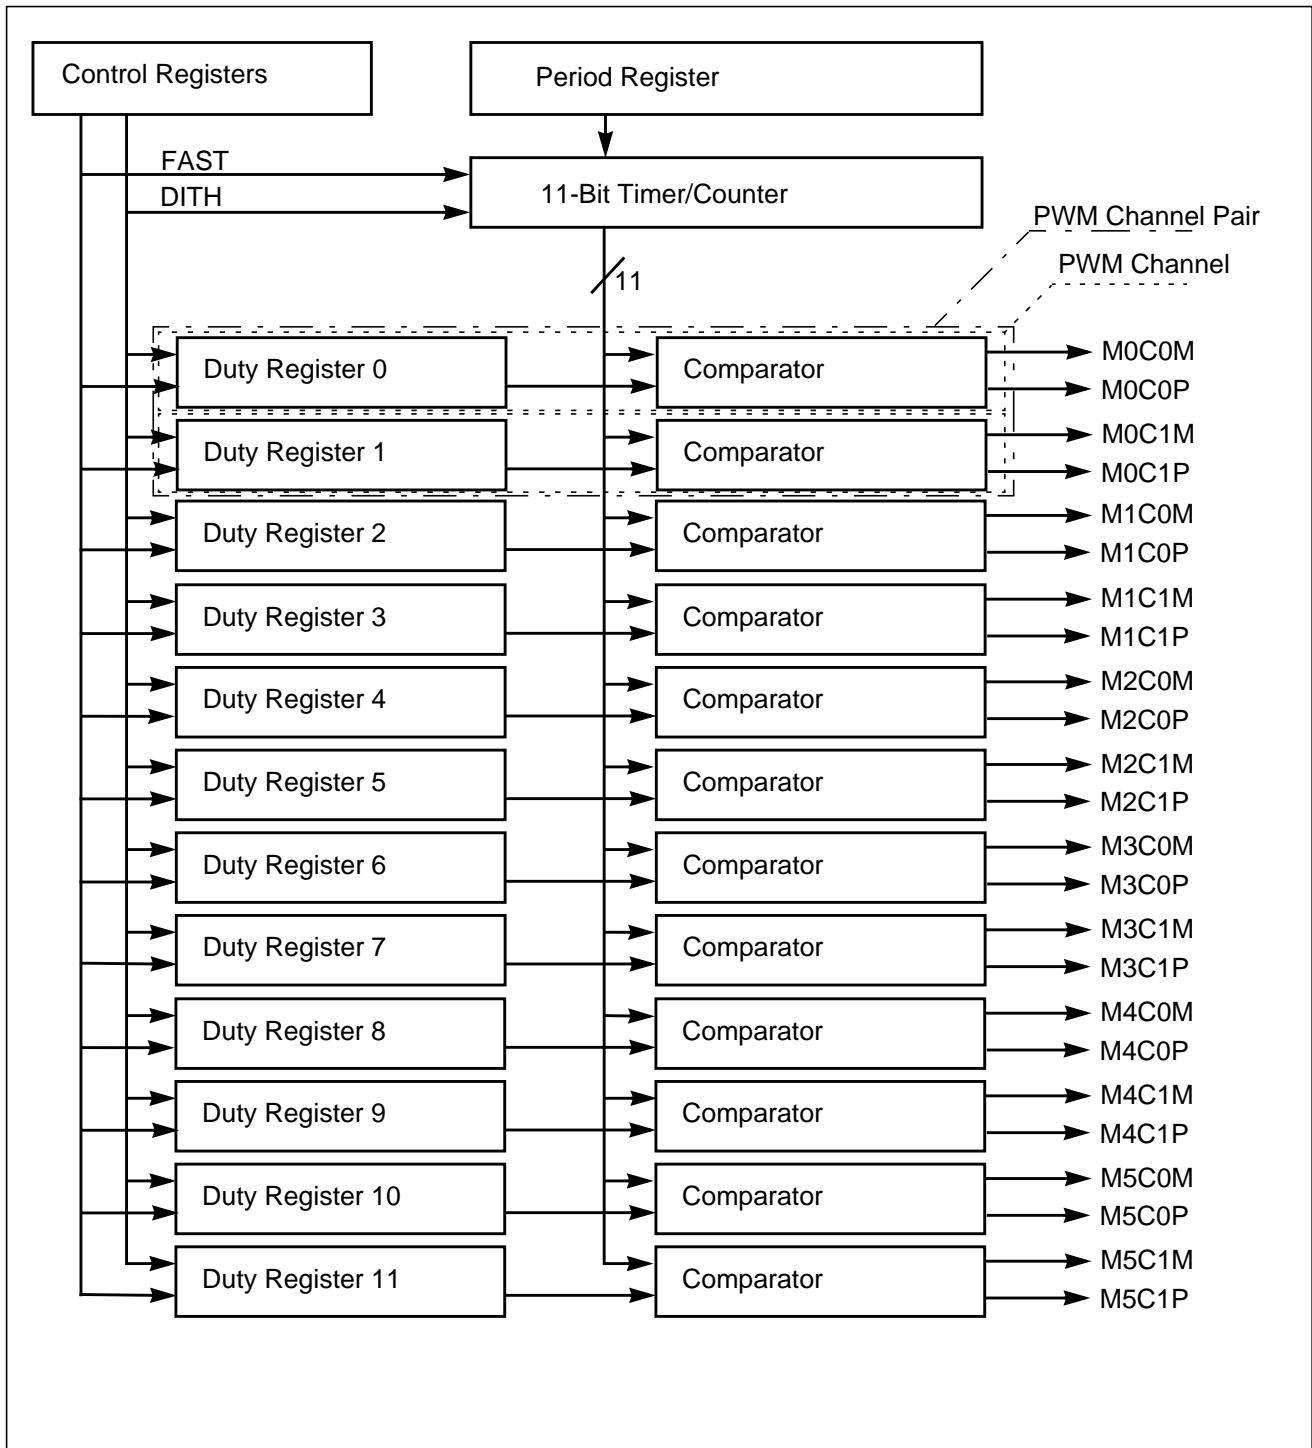 Control Registers
Period Register
FAST
DITH
11-Bit Timer/Counter
PWM Channel Pair
PWM Channel
11
Duty Register 0
Comparator
M0C0M
M0C0P
Duty Register 1
Comparator
M0C1M
M0C1P
Duty Register 2
Comparator
M1C0M
M1C0P
Duty Register 3
Comparator
M1C1M
M1C1P
Duty Register 4
Comparator
M2C0M
M2C0P
Duty Register 5
Comparator
M2C1M
M2C1P
Duty Register 6
Comparator
M3C0M
M3C0P
Duty Register 7
Comparator
M3C1M
M3C1P
Duty Register 8
Comparator
M4C0M
M4C0P
Duty Register 9
Comparator
M4C1M
M4C1P
Duty Register 10
Comparator
M5C0M
M5C0P
Duty Register 11
Comparator
M5C1M
M5C1P